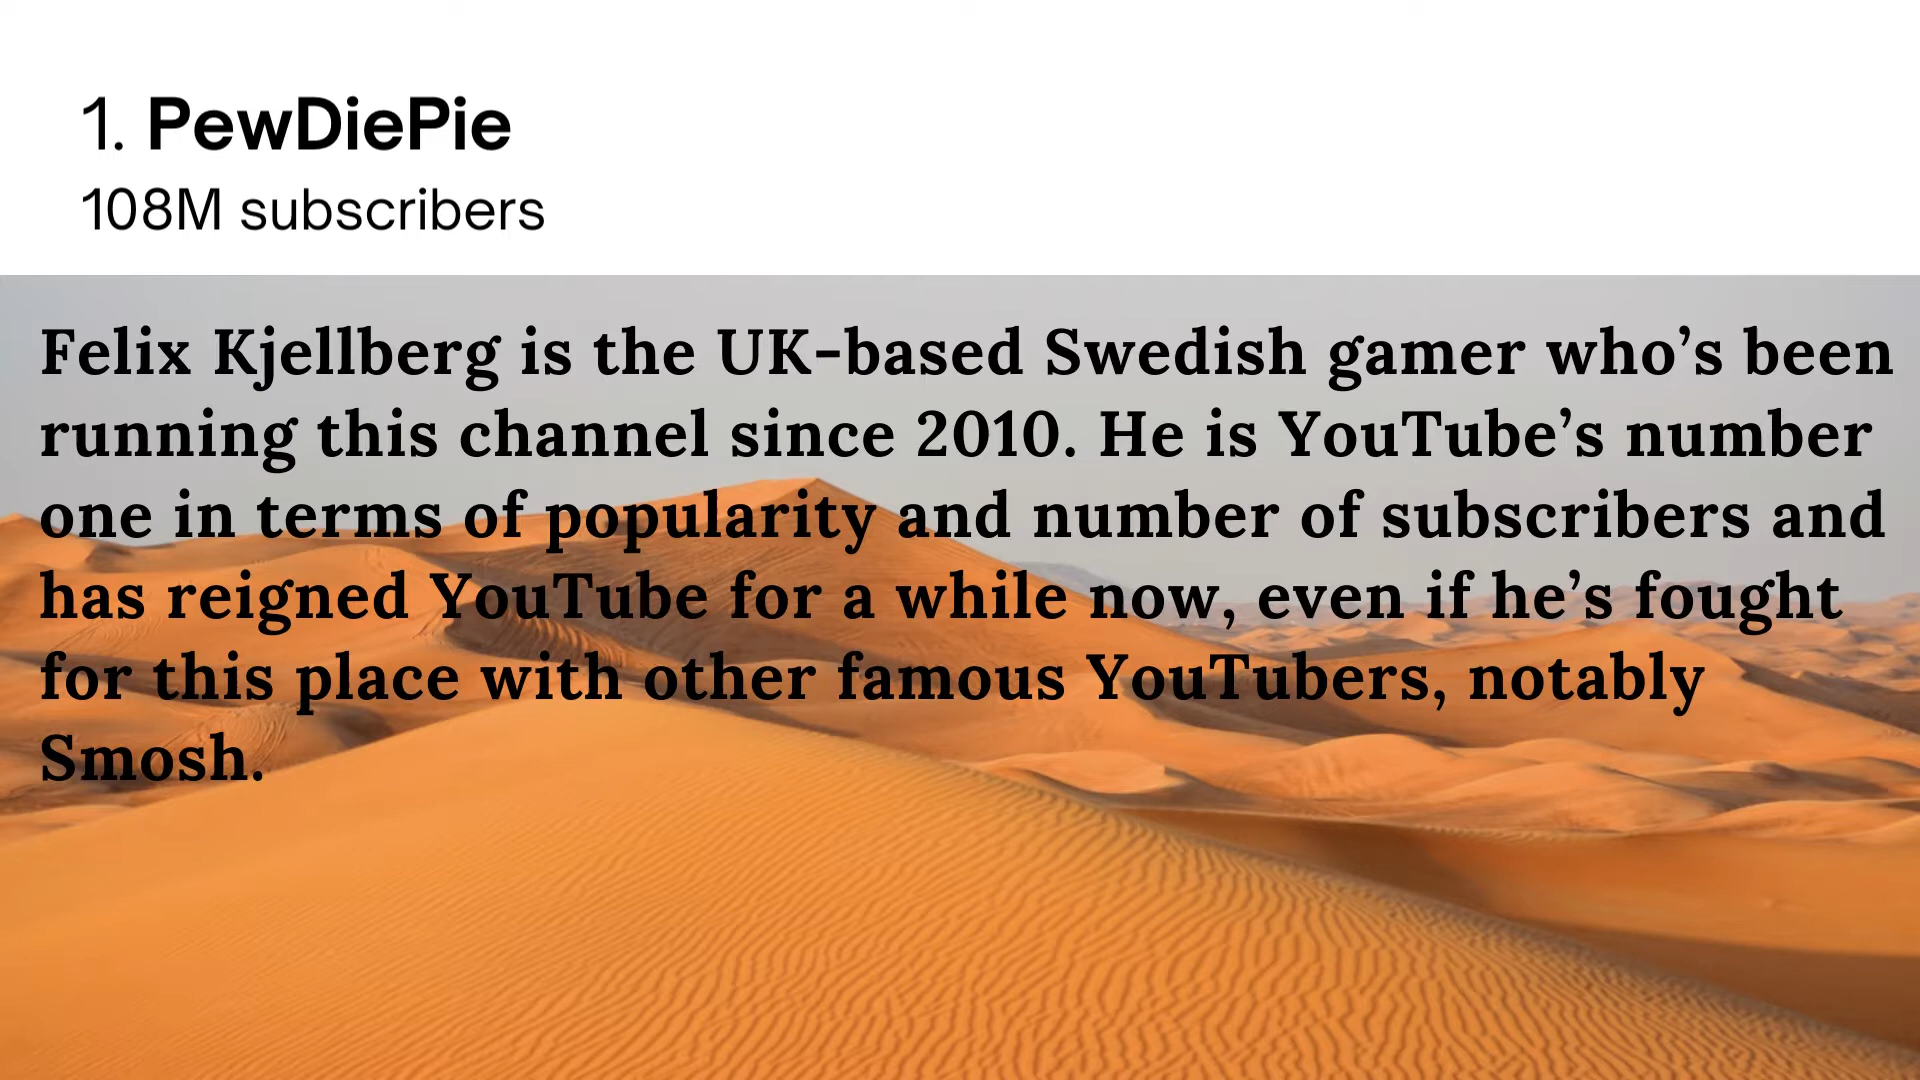 1. PewDiePie
108M subscribers
Felix Kjellberg is the UK-based Swedish gamer who’s been
running this channel since 2010. He is YouTube’s number
one in terms of popularity and number of subscribers and
has reigned YouTube for a while now, even if he’s fought
for this place with other famous YouTubers, notably
Smosh.